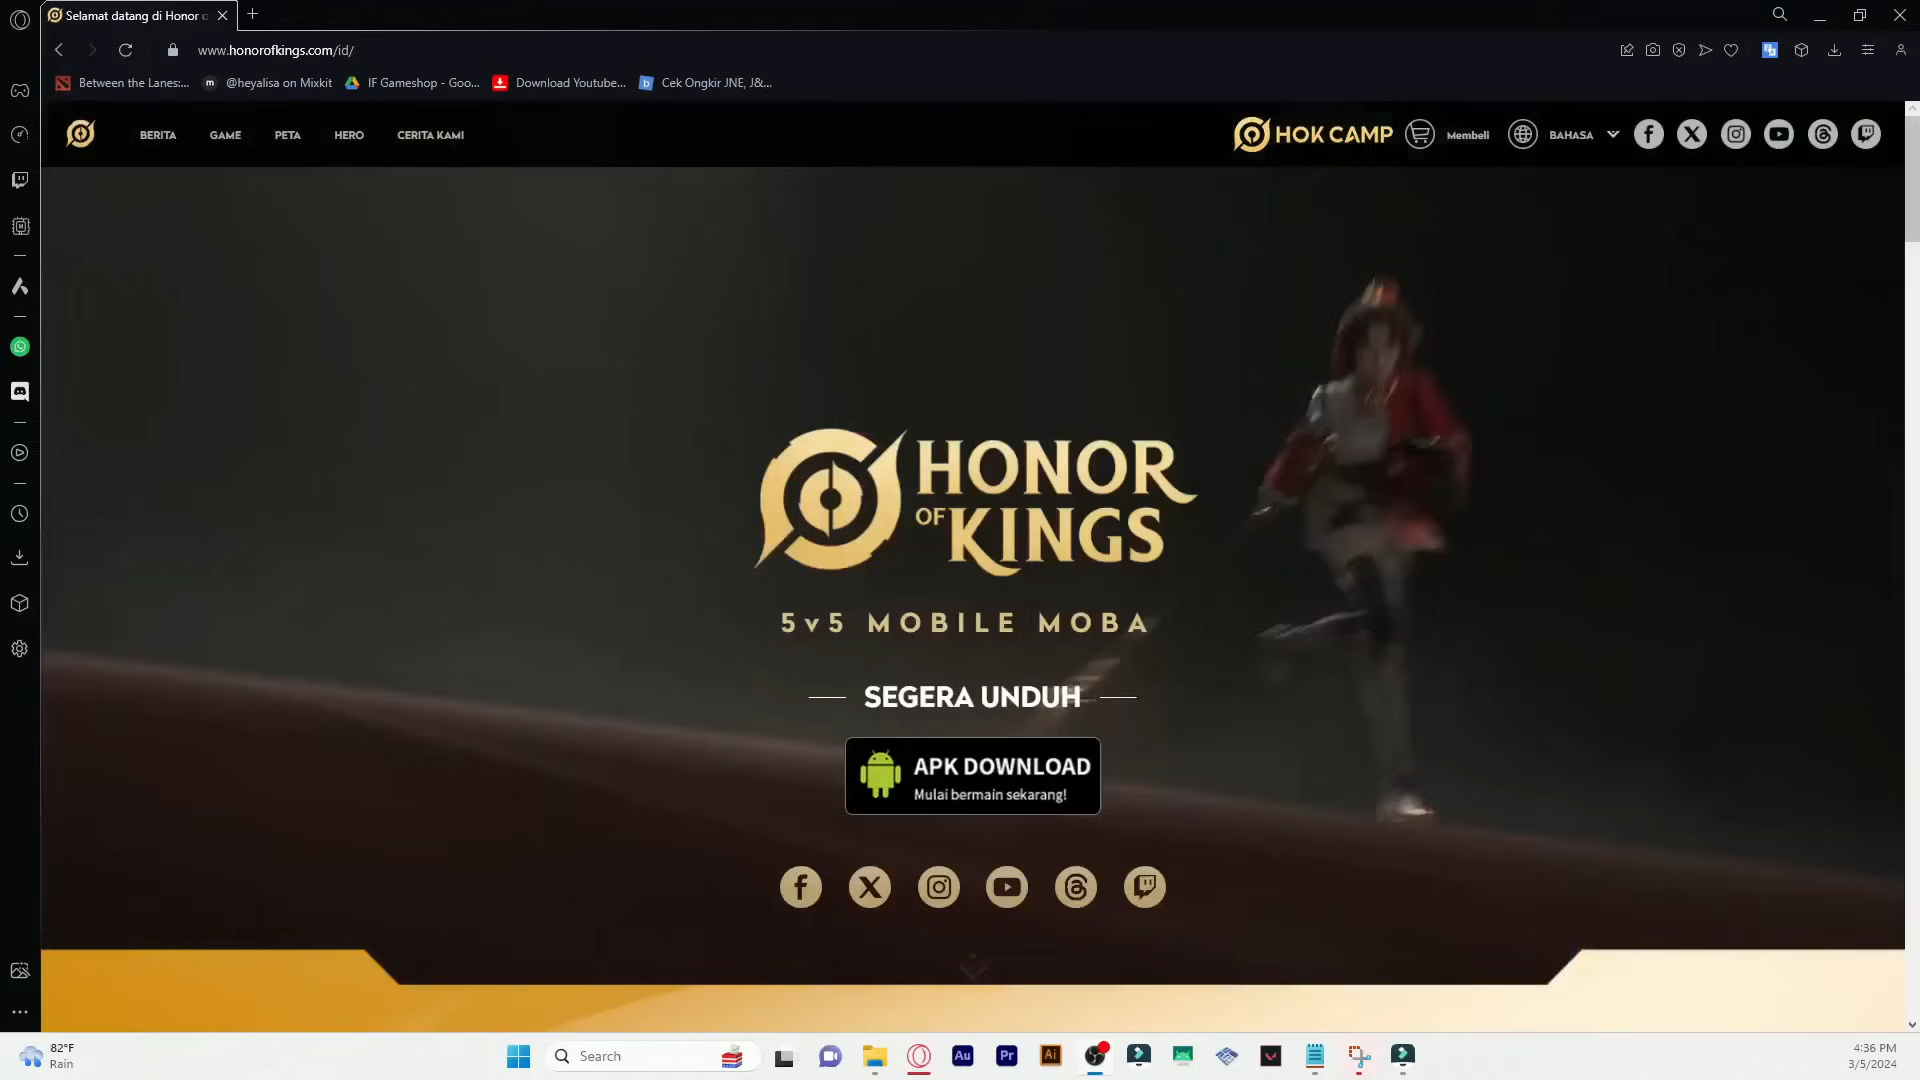 Selamat datang di Honor o
www.honorofkings.com/id/
Between the Lanes:...
@heyalisa on Mixkit
IF Gameshop - Goo...
Download Youtube...
Cek Ongkir JNE, J&...
BERITA
GAME
PETA
HERO
CERITA KAMI
HOK CAMP
Membeli
BAHASA
HONOR
OF KINGS
5v5 MOBILE MOBA
SEGERA UNDUH
APK DOWNLOAD
Mulai bermain sekarang!
82°F
Rain
Search
Au
Pr
Ai
4:36 PM
3/5/2024